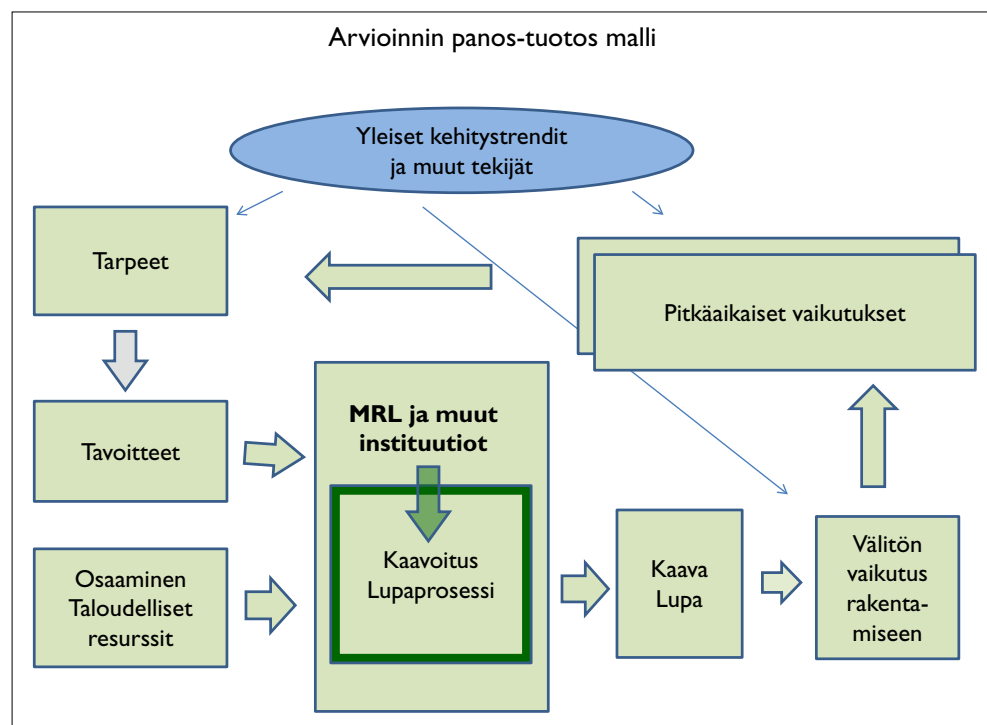 Arvioinnin panos-tuotos malli
Yleiset kehitystrendit
ja muut tekijät
Tarpeet
Pitkäaikaiset vaikutukset
Tavoitteet
MRL ja muut
instituutiot
Osaaminen
Taloudelliset
resurssit
Kaavoitus
Lupaprosessi
Kaava
Lupa
Välitön
vaikutus
rakenta-
miseen